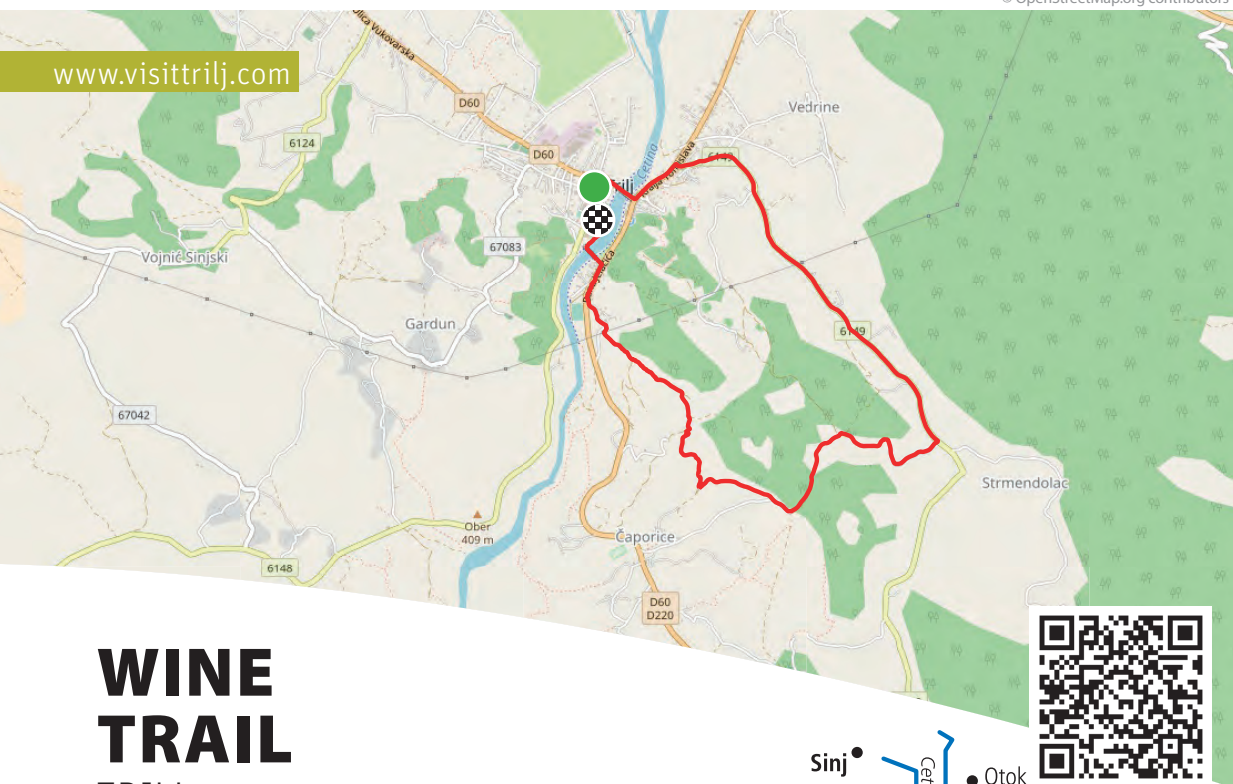 © OpenStreetMap.org contributors
www.visittrilj.com
Ulica Vukovarska
D60
6124
Vedrine
D60
6149
Cetina
Trilj
67083
Vojnić Sinjski
Gardun
6149
67042
Strmendolac
Ober
409 m
Čaporice
6148
D60
D220
WINE
TRAIL
Sinj
Otok